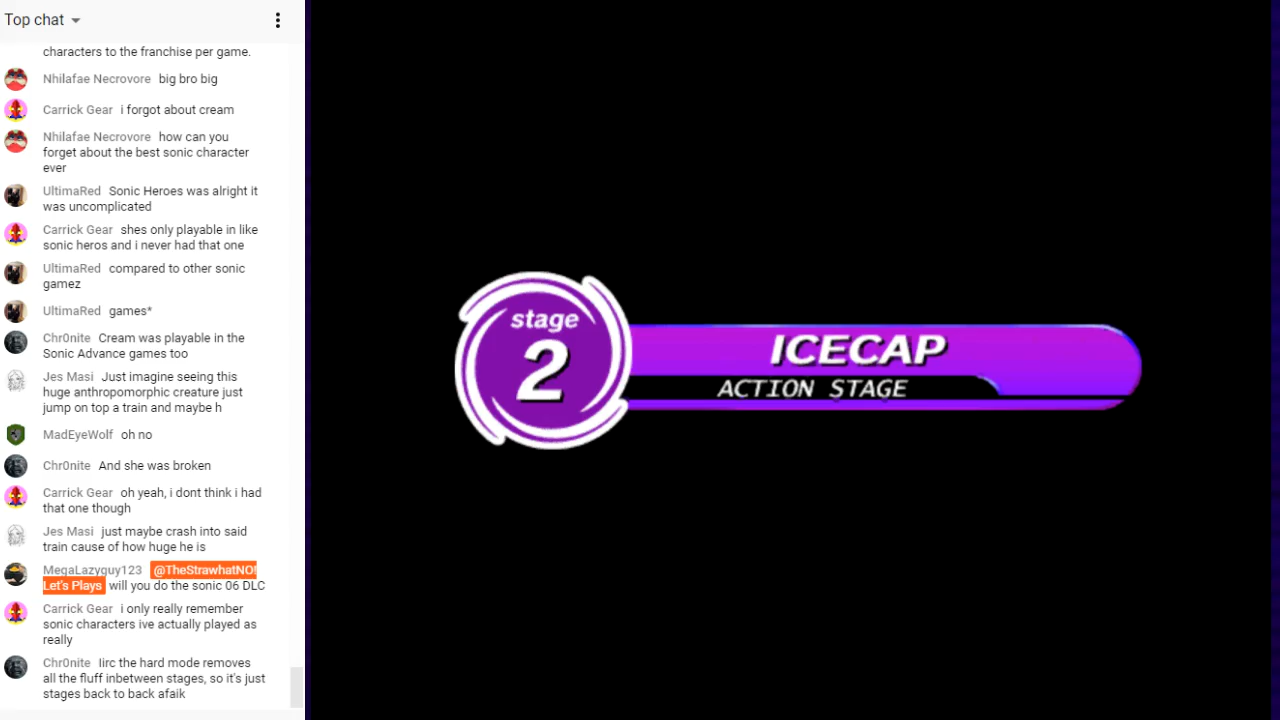 Top chat
characters to the franchise per game.
Nhilafae Necrovore big bro big
Carrick Gear i forgot about cream
Nhilafae Necrovore how can you
forget about the best sonic character
ever
UltimaRed Sonic Heroes was alright it
was uncomplicated
Carrick Gear shes only playable in like
sonic heros and i never had that one
UltimaRed compared to other sonic
gamez
UltimaRed games*
Chr0nite Cream was playable in the
Sonic Advance games too
Jes Masi Just imagine seeing this
huge anthropomorphic creature just
jump on top a train and maybe h
MadEyeWolf oh no
Chr0nite And she was broken
Carrick Gear oh yeah, i dont think i had
that one though
Jes Masi just maybe crash into said
train cause of how huge he is
MegaLazyguy123 @TheStrawhatNO!
Let's Plays will you do the sonic 06 DLC
Carrick Gear i only really remember
sonic characters ive actually played as
really
Chr0nite Iirc the hard mode removes
all the fluff inbetween stages, so it's just
stages back to back afaik
stage
2
ICECAP
ACTION STAGE